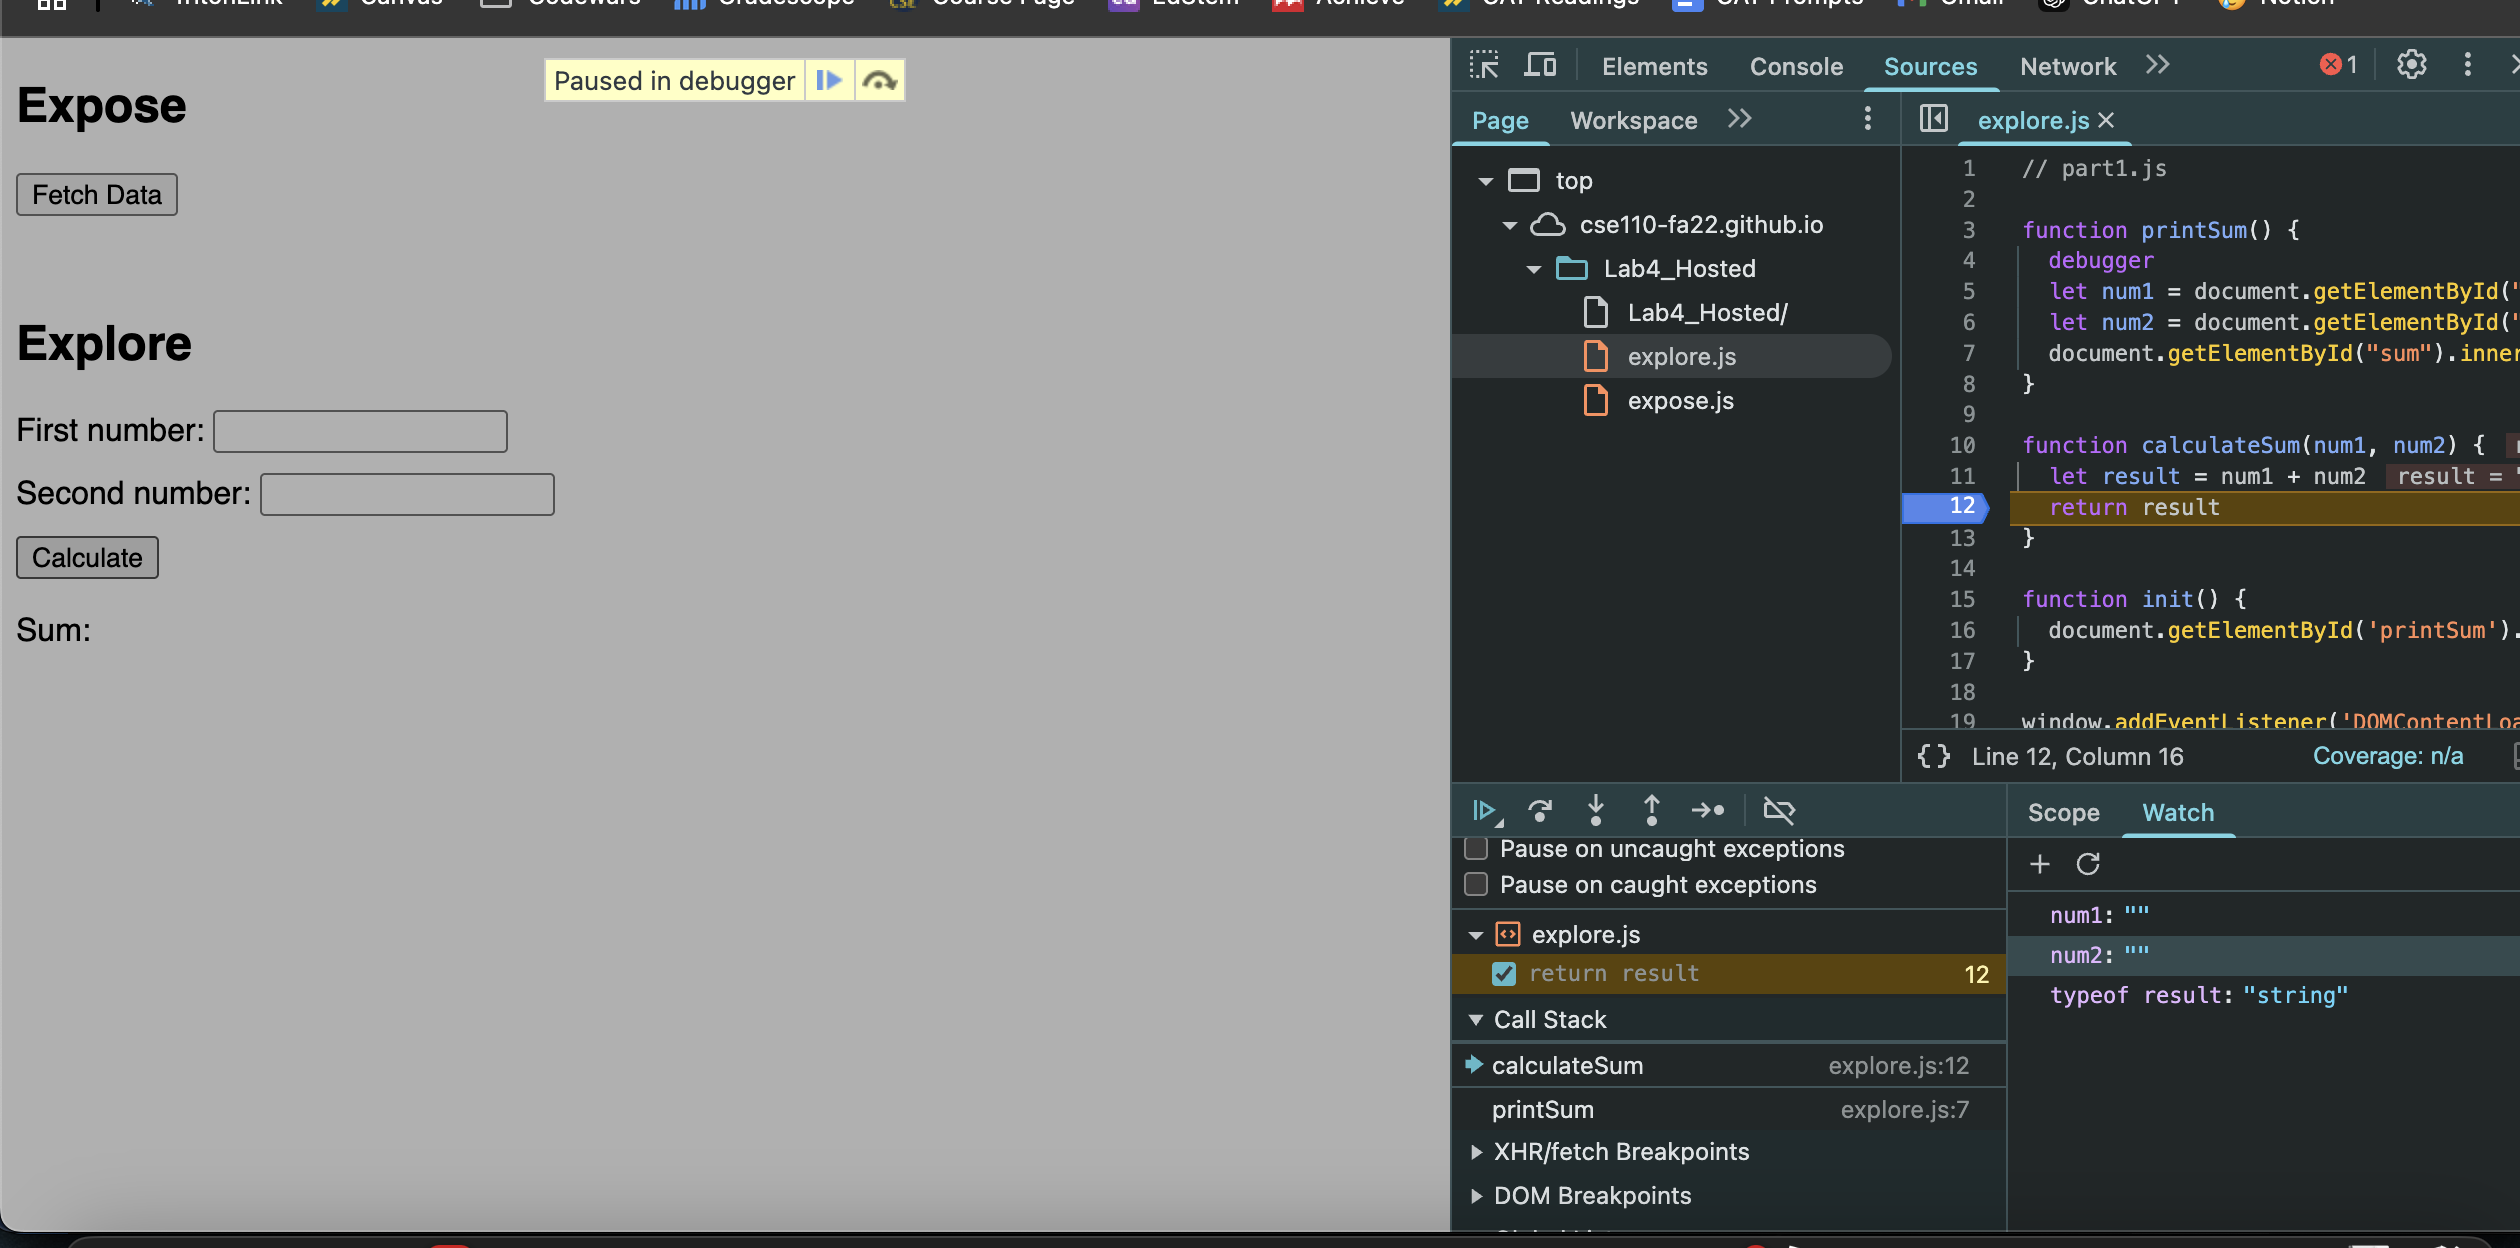 TritonLink Canvas Codewars Gradescope Course Page EdStem Achieve CAT Readings CAT Prompts Gmail ChatGPT Notion
Paused in debugger
Expose
Fetch Data
Explore
First number:
Second number:
Calculate
Sum:
Elements Console Sources Network 1
Page Workspace
explore.js
top
cse110-fa22.github.io
Lab4_Hosted
Lab4_Hosted/
explore.js
expose.js
1 // part1.js
2
3 function printSum() {
4 debugger
5 let num1 = document.getElementById("
6 let num2 = document.getElementById("
7 document.getElementById("sum").inner
8 }
9
10 function calculateSum(num1, num2) {
11 let result = num1 + num2 result = "
12 return result
13 }
14
15 function init() {
16 document.getElementById('printSum').
17 }
18
19 window.addEventListener('DOMContentLoa
{} Line 12, Column 16 Coverage: n/a
Pause on uncaught exceptions
Pause on caught exceptions
explore.js
return result 12
Call Stack
calculateSum explore.js:12
printSum explore.js:7
XHR/fetch Breakpoints
DOM Breakpoints
Scope Watch
num1: ""
num2: ""
typeof result: "string"